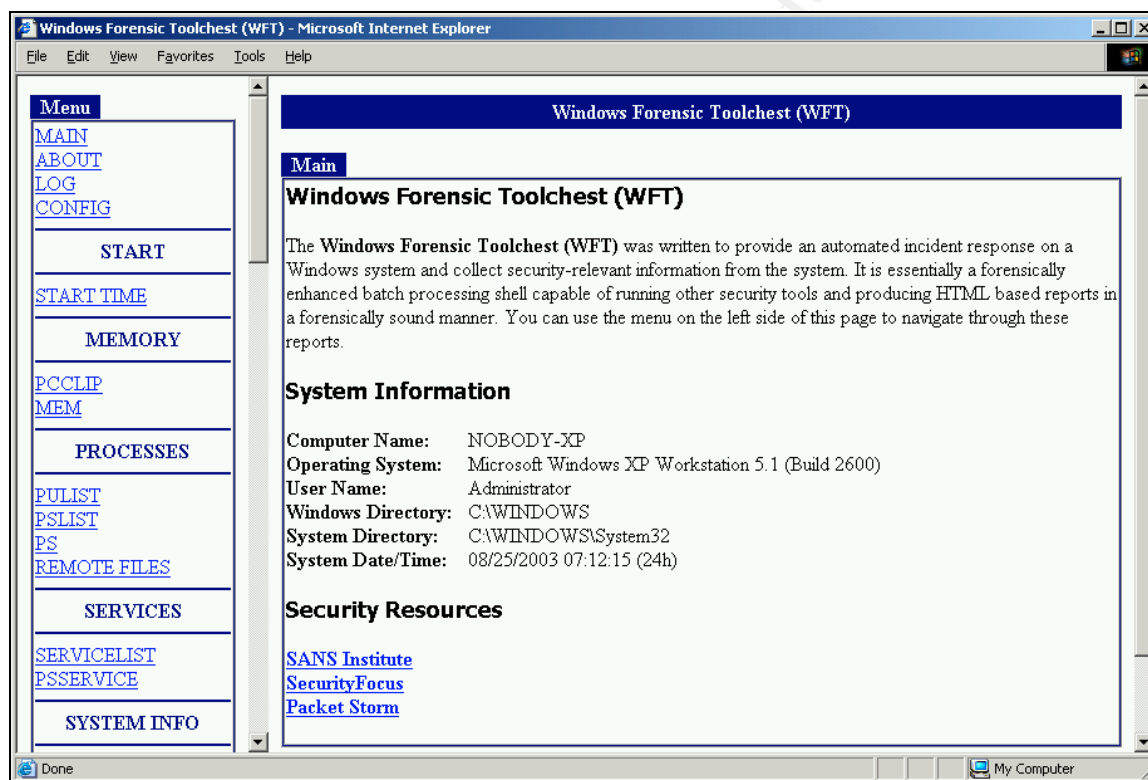 Windows Forensic Toolchest (WFT) - Microsoft Internet Explorer
File Edit View Favorites Tools Help
Menu
MAIN
ABOUT
LOG
CONFIG
START
START TIME
MEMORY
PCCLIP
MEM
PROCESSES
PULIST
PSLIST
PS
REMOTE FILES
SERVICES
SERVICELIST
PSSERVICE
SYSTEM INFO
Windows Forensic Toolchest (WFT)
Main
Windows Forensic Toolchest (WFT)
The Windows Forensic Toolchest (WFT) was written to provide an automated incident response on a
Windows system and collect security-relevant information from the system. It is essentially a forensically
enhanced batch processing shell capable of running other security tools and producing HTML based reports in
a forensically sound manner. You can use the menu on the left side of this page to navigate through these
reports.
System Information
Computer Name: NOBODY-XP
Operating System: Microsoft Windows XP Workstation 5.1 (Build 2600)
User Name: Administrator
Windows Directory: C:\WINDOWS
System Directory: C:\WINDOWS\System32
System Date/Time: 08/25/2003 07:12:15 (24h)
Security Resources
SANS Institute
SecurityFocus
Packet Storm
Done
My Computer